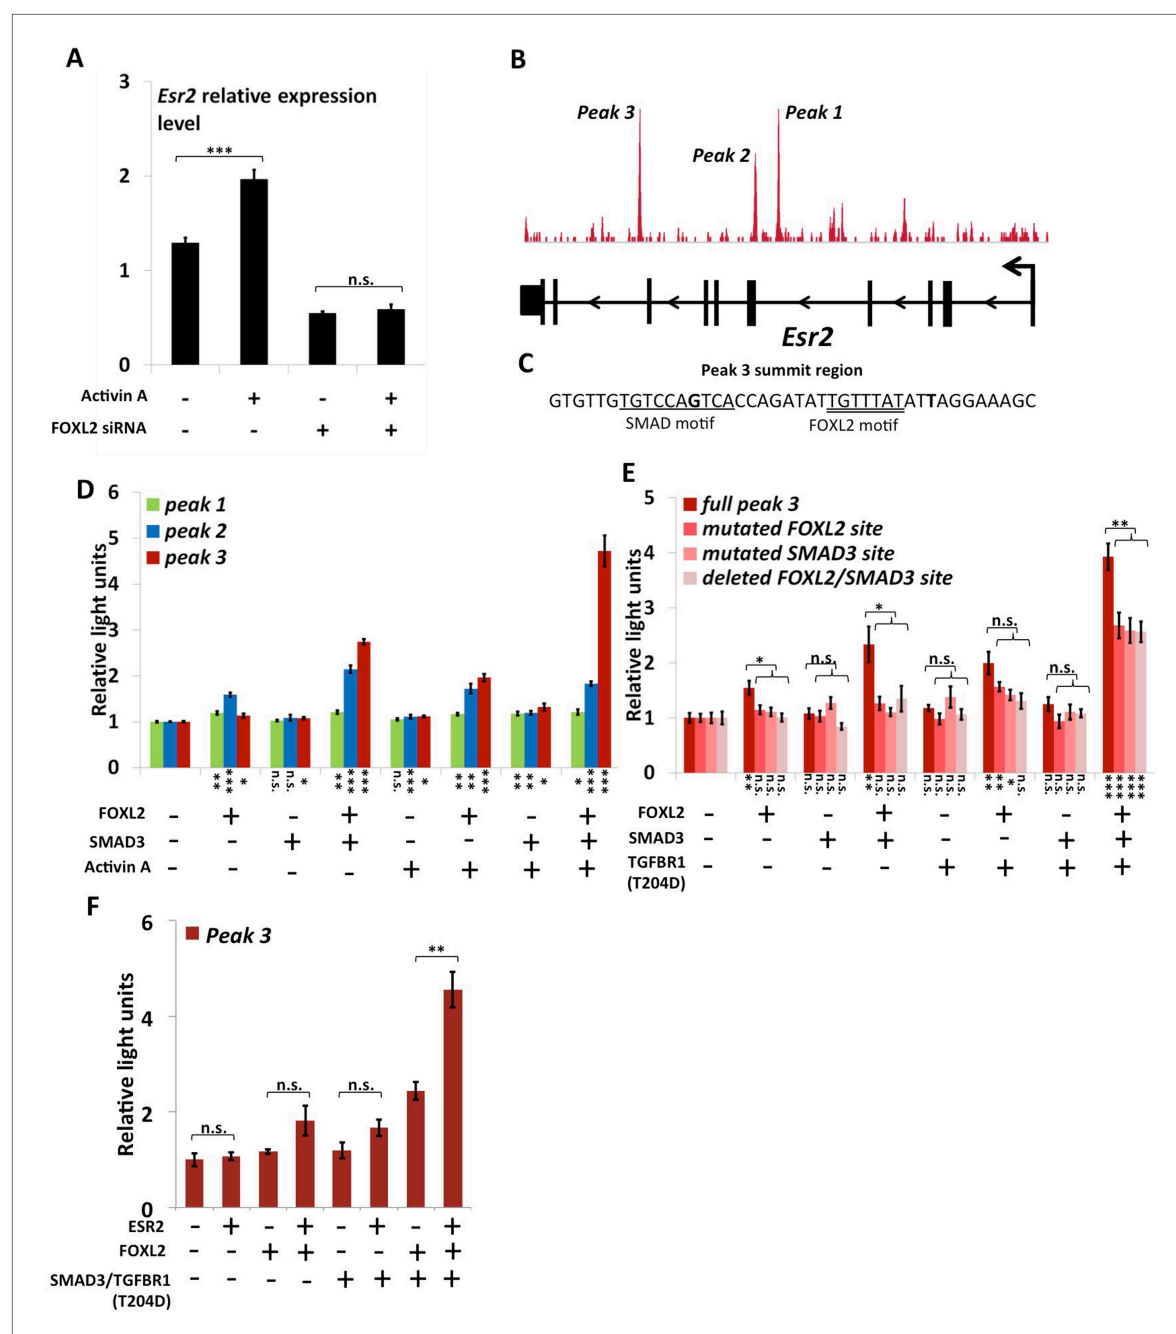 A
Esr2 relative expression
level
3
2
1
0
***
n.s.
Activin A - + - +
FOXL2 siRNA - - + +
B
Peak 3
Peak 2
Peak 1
Esr2
C
Peak 3 summit region
GTGTTGTGTCCAGTCACCAGATATTGTTTATATTAGGAAAGC
SMAD motif FOXL2 motif
D
6
5
4
3
2
1
0
Relative light units
peak 1
peak 2
peak 3
** *** *
n.s. n.s. *
** *** ***
n.s. *** *
** *** ***
** ** *
* *** ***
FOXL2 - + - + - + - +
SMAD3 - - + + - - + +
Activin A - - - - + + + +
E
5
4
3
2
1
0
Relative light units
full peak 3
mutated FOXL2 site
mutated SMAD3 site
deleted FOXL2/SMAD3 site
*
n.s.
*
n.s.
n.s.
n.s.
**
** n.s. n.s. n.s.
n.s. n.s. n.s. n.s.
** n.s. n.s. n.s.
n.s. n.s. n.s. n.s.
** ** * n.s.
n.s. n.s. n.s. n.s.
*** *** *** ***
FOXL2 - + - + - + - +
SMAD3 - - + + - - + +
TGFBR1 - - - - + + + +
(T204D)
F
6
4
2
0
Relative light units
Peak 3
n.s.
n.s.
n.s.
**
ESR2 - + - + - + - +
FOXL2 - - + + - - + +
SMAD3/TGFBR1 - - - - + + + +
(T204D)